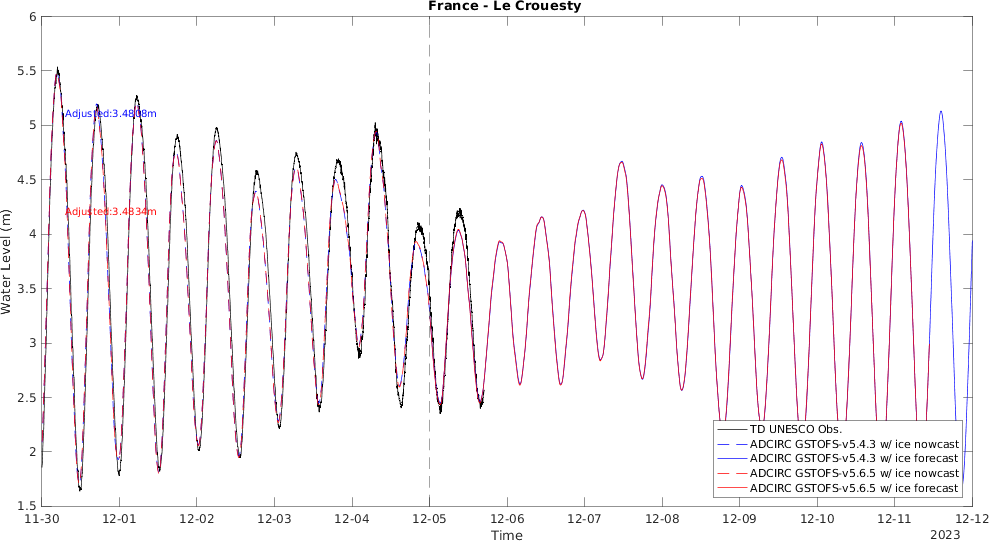 France - Le Crouesty
6
5.5
5
4.5
4
3.5
3
2.5
2
1.5
Water Level (m)
Adjusted:3.4808m
Adjusted:3.4834m
TD UNESCO Obs.
ADCIRC GSTOFS-v5.4.3 w/ ice nowcast
ADCIRC GSTOFS-v5.4.3 w/ ice forecast
ADCIRC GSTOFS-v5.6.5 w/ ice nowcast
ADCIRC GSTOFS-v5.6.5 w/ ice forecast
11-30 12-01 12-02 12-03 12-04 12-05 12-06 12-07 12-08 12-09 12-10 12-11 12-12
Time
2023